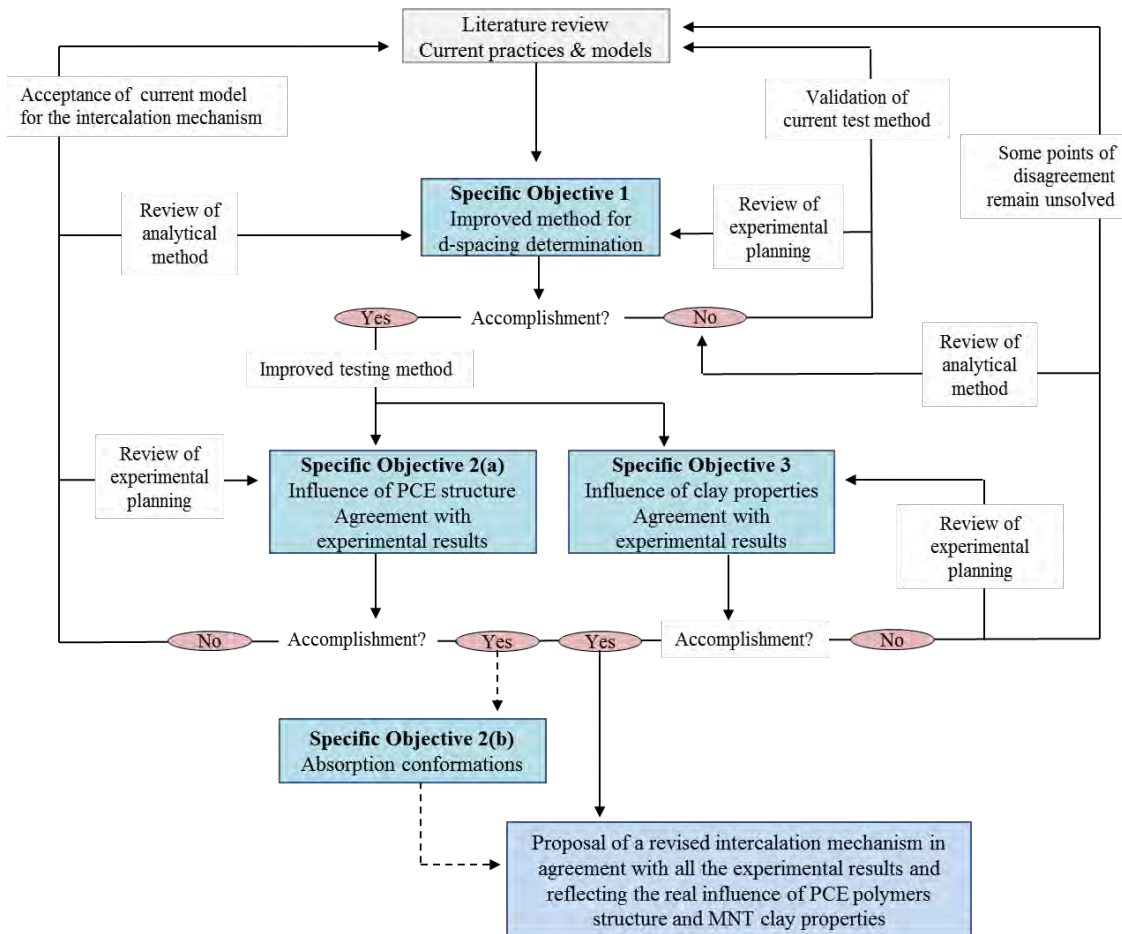 Literature review
Current practices & models
Acceptance of current model
for the intercalation mechanism
Validation of
current test method
Some points of
disagreement
remain unsolved
Specific Objective 1
Improved method for
d-spacing determination
Review of
analytical
method
Review of
experimental
planning
Yes
Accomplishment?
No
Improved testing method
Review of
analytical
method
Review of
experimental
planning
Specific Objective 2(a)
Influence of PCE structure
Agreement with
experimental results
Specific Objective 3
Influence of clay properties
Agreement with
experimental results
Review of
experimental
planning
No
Accomplishment?
Yes
Yes
Accomplishment?
No
Specific Objective 2(b)
Absorption conformations
Proposal of a revised intercalation mechanism in
agreement with all the experimental results and
reflecting the real influence of PCE polymers
structure and MNT clay properties